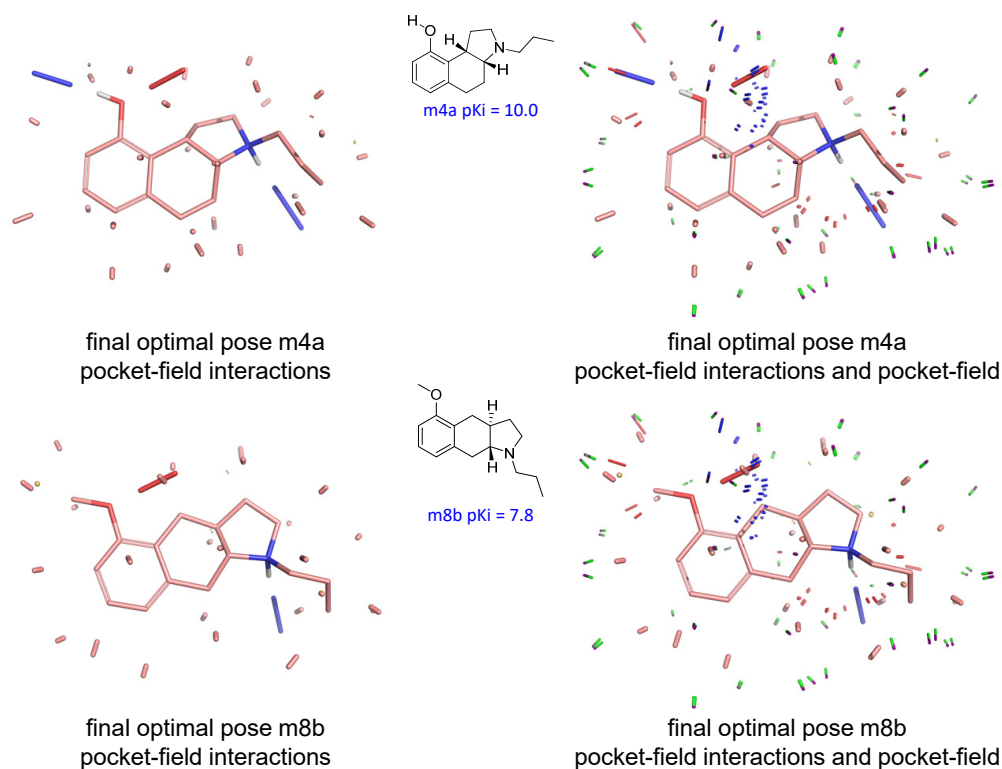 H
O
H
N
H
m4a pKi = 10.0
final optimal pose m4a
pocket-field interactions
final optimal pose m4a
pocket-field interactions and pocket-field
O
H
N
H
m8b pKi = 7.8
final optimal pose m8b
pocket-field interactions
final optimal pose m8b
pocket-field interactions and pocket-field